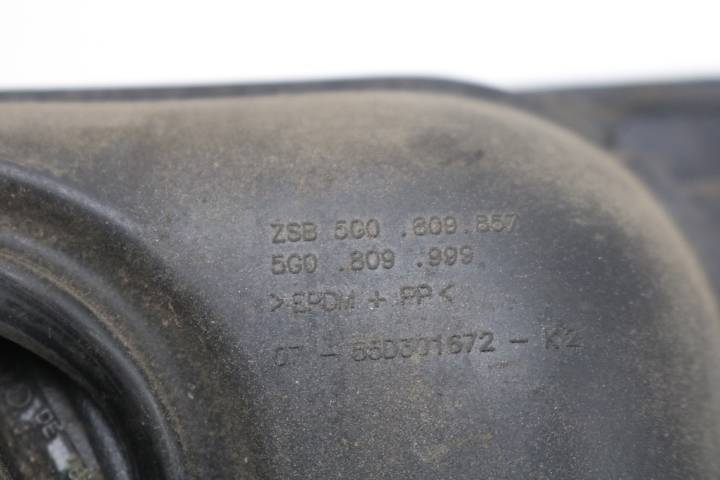 ZSB 5G0 .809.857
5G0 .809 .999.
>EPDM + PP<
07 - 55D301672 - K2